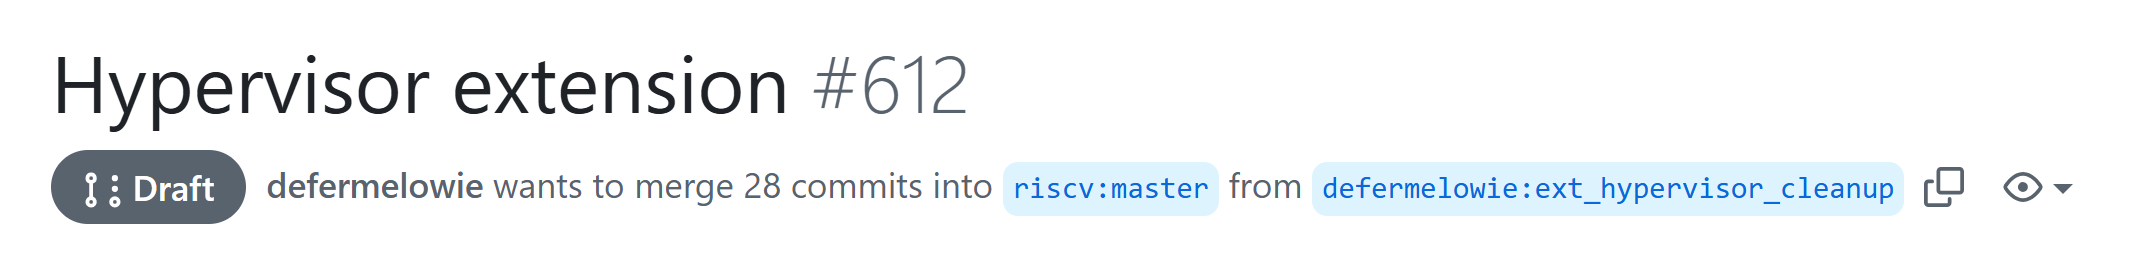 Hypervisor extension #612
Draft defermelowie wants to merge 28 commits into riscv:master from defermelowie:ext_hypervisor_cleanup